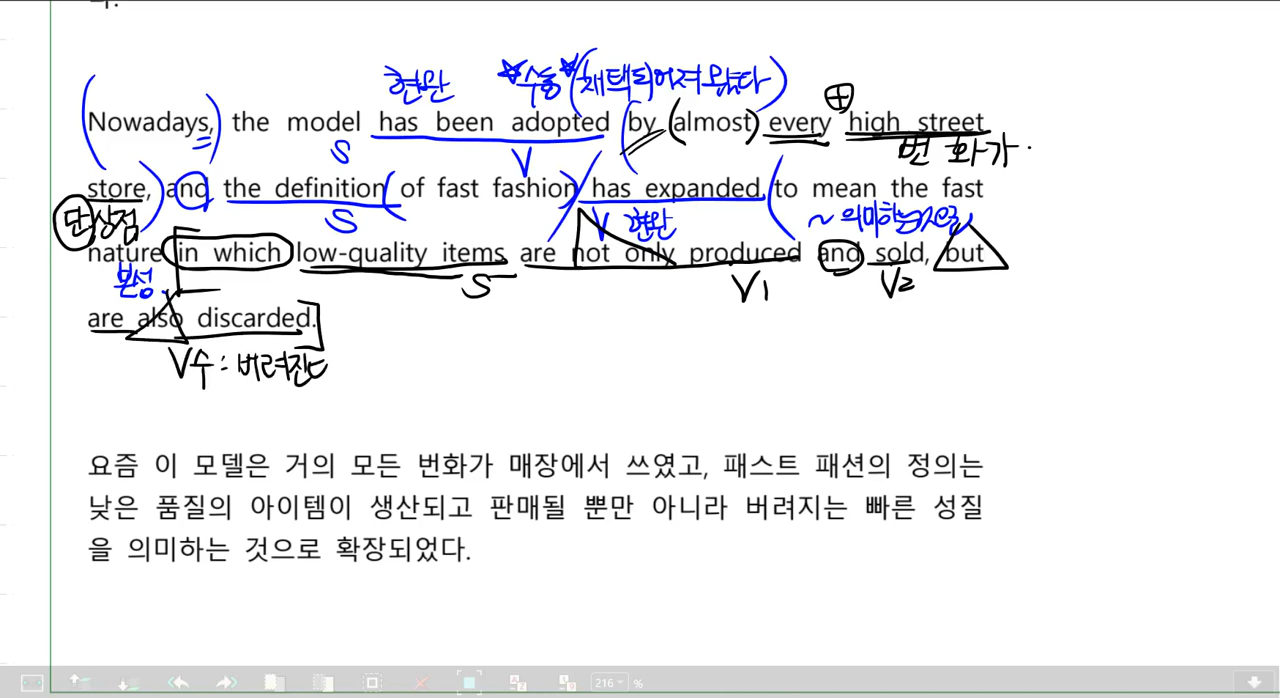 다.
현완 ☆수동☆ (채택되어져 왔다)
Nowadays, the model has been adopted by (almost) every high street
S V ⊕ 번화가.
store, and the definition of fast fashion has expanded to mean the fast
단 상점 S V 현완 ~ 의미하는 것으로
nature in which low-quality items are not only produced and sold, but
본성. S V1 V2
are also discarded.
V수: 버려진다
요즘 이 모델은 거의 모든 번화가 매장에서 쓰였고, 패스트 패션의 정의는
낮은 품질의 아이템이 생산되고 판매될 뿐만 아니라 버려지는 빠른 성질
을 의미하는 것으로 확장되었다.
216 %